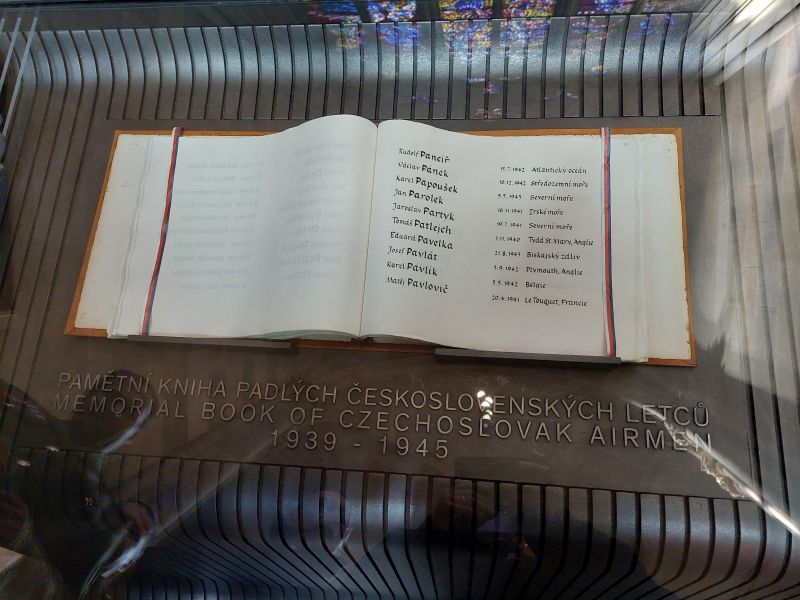 Rudolf Pancíř 15.7.1942 Atlantický oceán
Václav Pánek 10.12.1942 Středozemní moře
Karel Papoušek 5.5.1943 Severní moře
Jan Parolek 16.11.1941 Irské moře
Jaroslav Partyk 19.7.1941 Severní moře
Tomáš Patlejch 1.11.1940 Tydd St. Mary, Anglie
Eduard Pavelka 21.8.1943 Biskajský záliv
Josef Pavlát 3.9.1942 Plymouth, Anglie
Karel Pavlík 5.5.1942 Belgie
Matěj Pavlovič 20.6.1941 Le Touquet, Francie
PAMĚTNÍ KNIHA PADLÝCH ČESKOSLOVENSKÝCH LETCŮ
MEMORIAL BOOK OF CZECHOSLOVAK AIRMEN
1939 - 1945